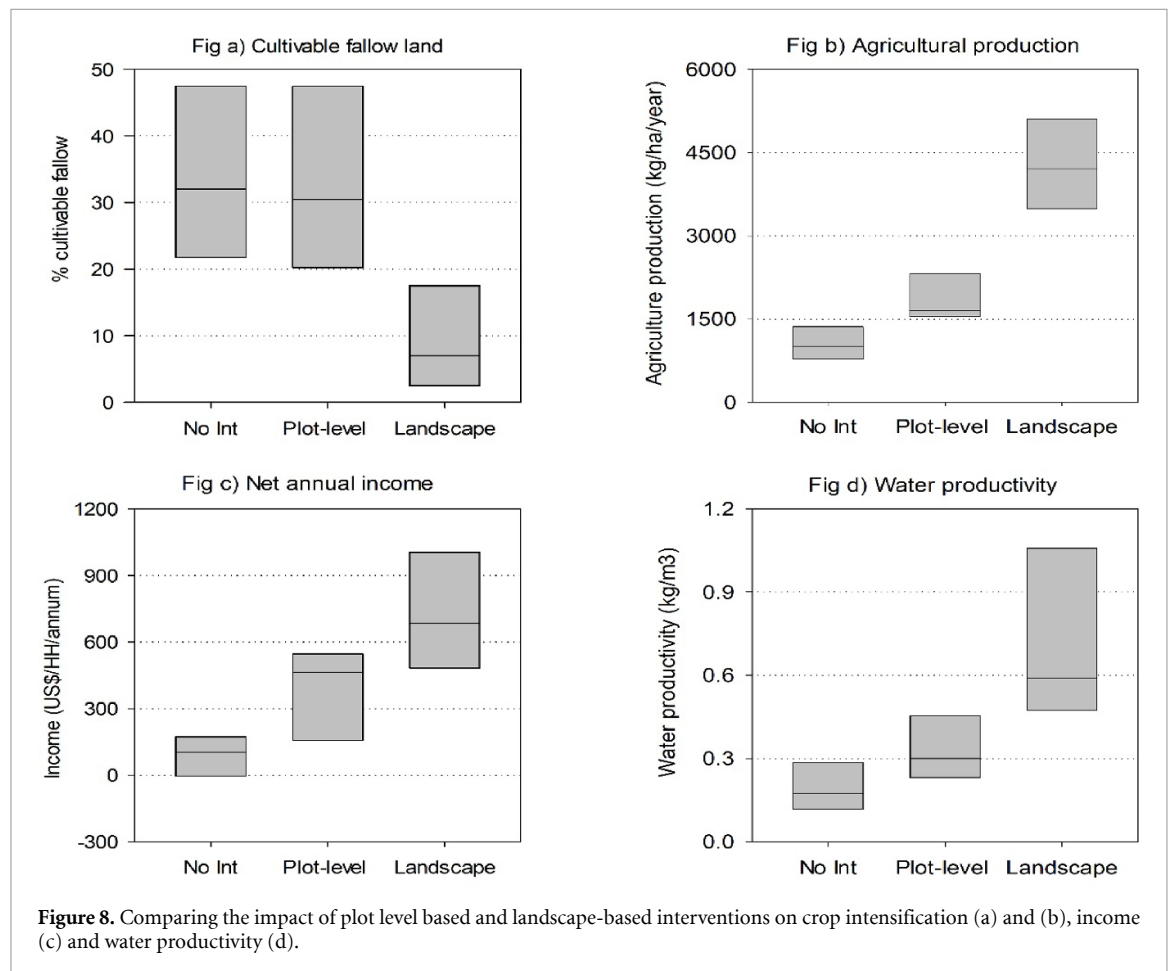 Fig a) Cultivable fallow land
% cultivable fallow
50
40
30
20
10
0
No Int Plot-level Landscape
Fig b) Agricultural production
Agriculture production (kg/ha/year)
6000
4500
3000
1500
0
No Int Plot-level Landscape
Fig c) Net annual income
Income (US$/HH/annum)
1200
900
600
300
0
-300
No Int Plot-level Landscape
Fig d) Water productivity
Water productivity (kg/m3)
1.2
0.9
0.6
0.3
0.0
No Int Plot-level Landscape
Figure 8. Comparing the impact of plot level based and landscape-based interventions on crop intensification (a) and (b), income
(c) and water productivity (d).